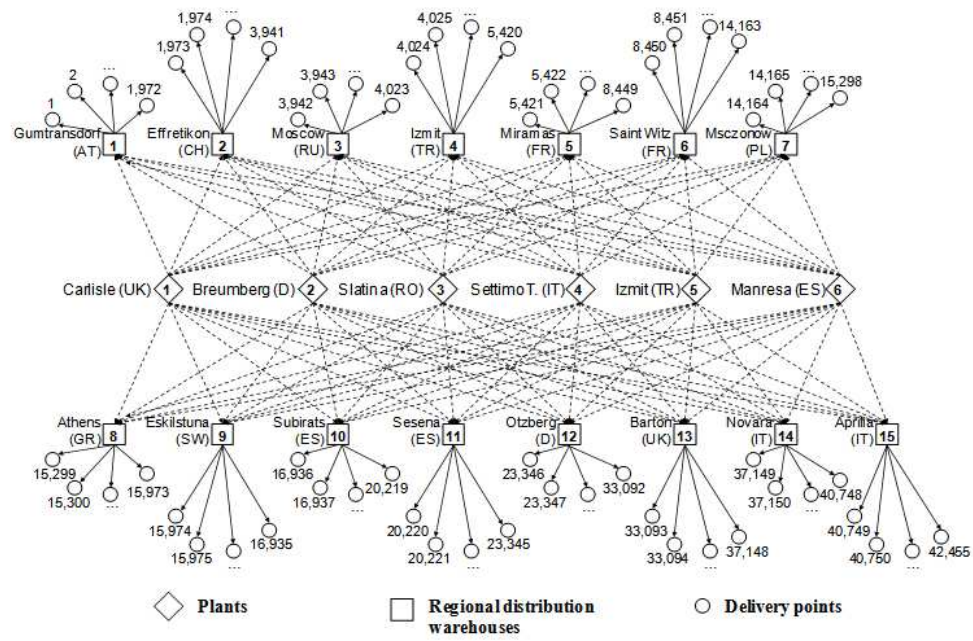 ...
1,974
...
3,941
1,973
2
...
1,972
1
3,943
...
4,023
3,942
4,025
...
5,420
4,024
5,422
...
8,449
5,421
8,451
...
14,163
8,450
14,165
...
15,298
14,164
Gumtransdorf
(AT)
1
Effretikon
(CH)
2
Moscow
(RU)
3
Izmit
(TR)
4
Miramas
(FR)
5
Saint Witz
(FR)
6
Msczonow
(PL)
7
Carlisle (UK) 1
Breumberg (D) 2
Slatina (RO) 3
Settimo T. (IT) 4
Izmit (TR) 5
Manresa (ES) 6
Athens
(GR)
8
Eskilstuna
(SW)
9
Subirats
(ES)
10
Sesena
(ES)
11
Otzberg
(D)
12
Barton
(UK)
13
Novara
(IT)
14
Aprilia
(IT)
15
15,299
15,300
...
15,973
15,974
15,975
...
16,935
16,936
16,937
...
20,219
20,220
20,221
...
23,345
23,346
23,347
...
33,092
33,093
33,094
...
37,148
37,149
37,150
...
40,748
40,749
40,750
...
42,455
Plants
Regional distribution
warehouses
Delivery points